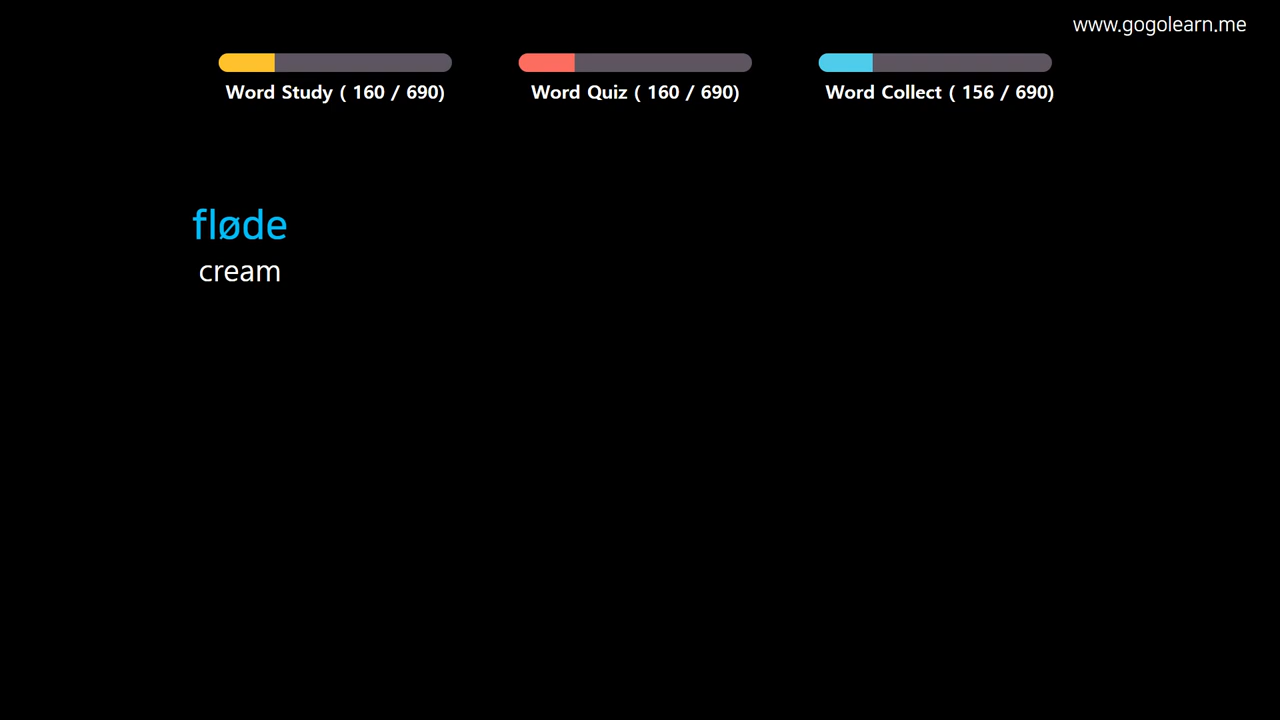 www.gogolearn.me
Word Study ( 160 / 690)
Word Quiz ( 160 / 690)
Word Collect ( 156 / 690)
fløde
cream